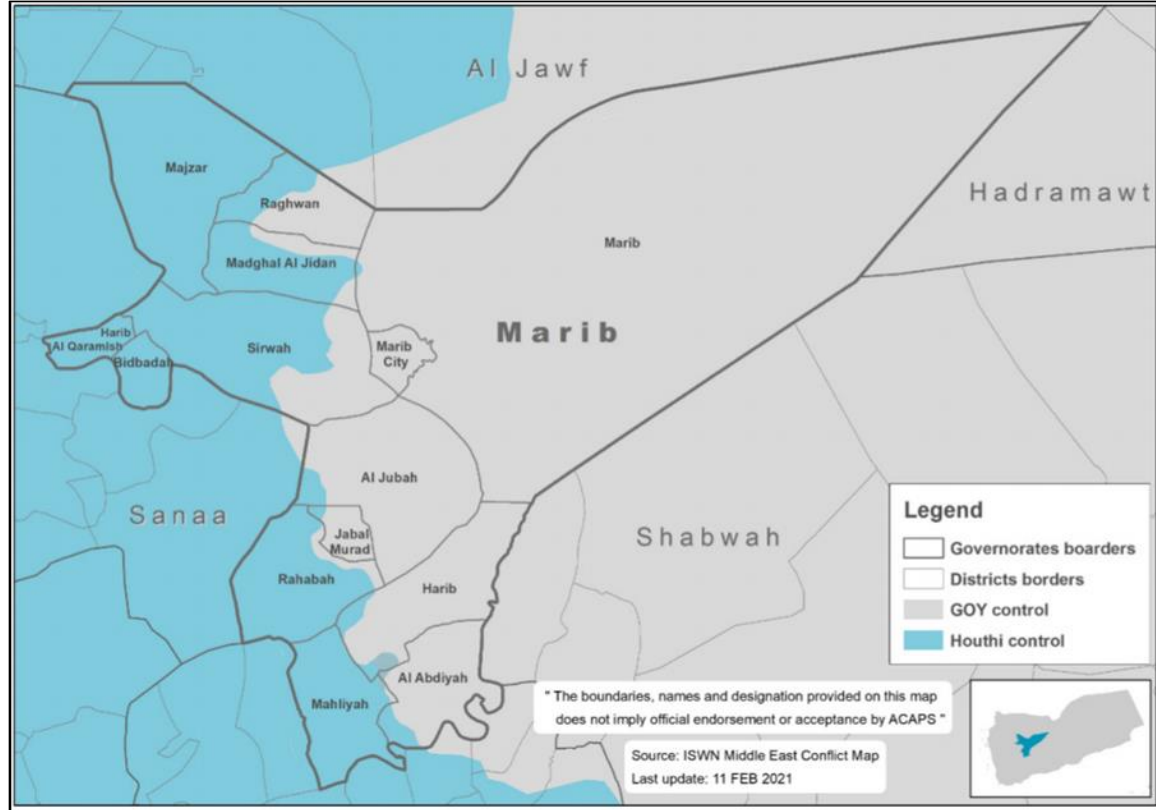 Al Jawf
Majzar
Hadramawt
Raghwan
Marib
Madghal Al Jidan
Harib
Al Qaramish
Bidbadah
Sirwah
Marib
Marib
City
Al Jubah
Sanaa
Jabal
Murad
Shabwah
Rahabah
Harib
Al Abdiyah
Mahliyah
Legend
Governorates boarders
Districts borders
GOY control
Houthi control
" The boundaries, names and designation provided on this map
does not imply official endorsement or acceptance by ACAPS "
Source: ISWN Middle East Conflict Map
Last update: 11 FEB 2021